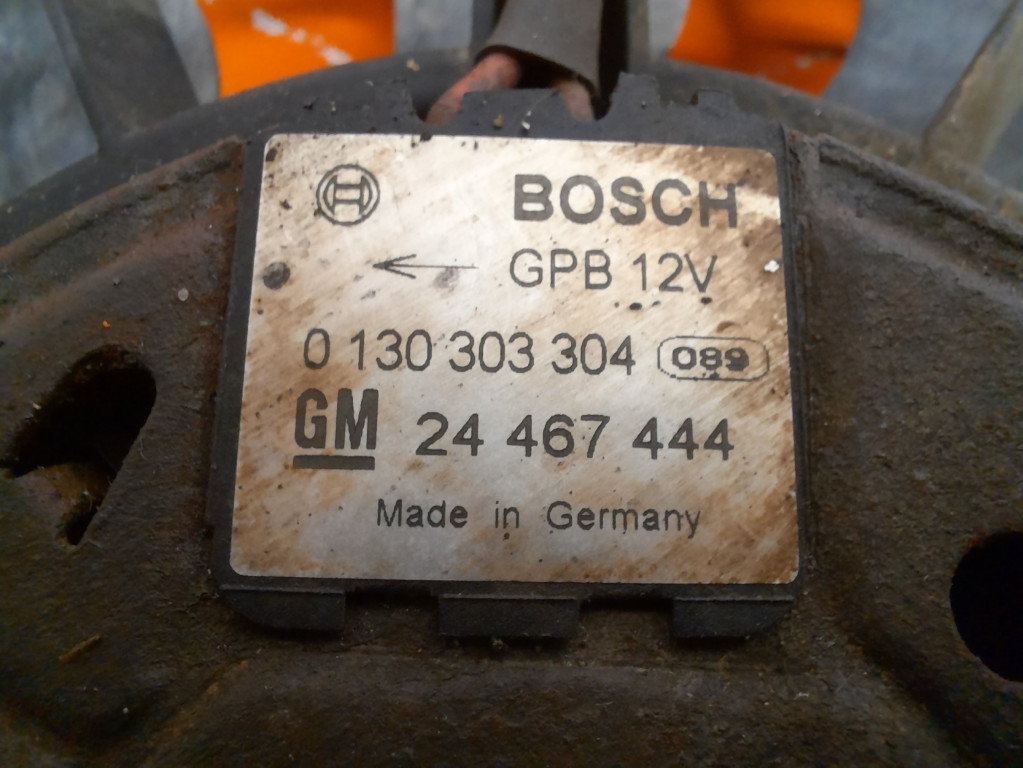 BOSCH
GPB 12V
0 130 303 304 089
GM 24 467 444
Made in Germany